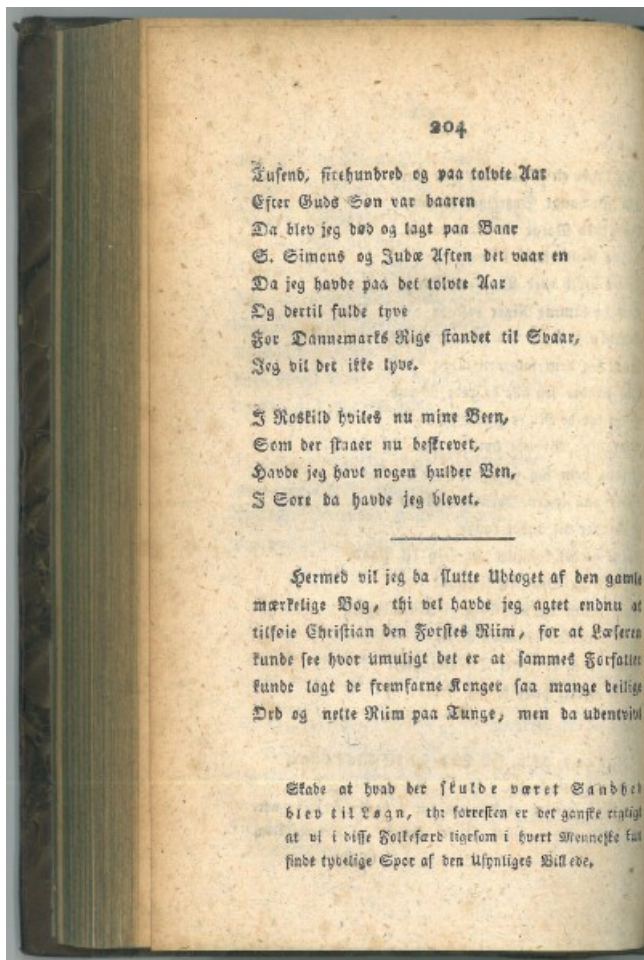 204
Tusend, firehundred og paa tolvte Aar
Efter Guds Søn var baaren
Da blev jeg død og lagt paa Baar
S. Simons og Judæ Aften det vaar en
Da jeg havde paa det tolvte Aar
Og dertil fulde tyve
For Dannemarks Rige standet til Svaar,
Jeg vil det ikke lyve.
I Roskild hviles nu mine Been,
Som der staaer nu beskrevet,
Havde jeg havt nogen hulder Ven,
I Sore da havde jeg blevet.
Hermed vil jeg da slutte Udtoget af den gamle
mærkelige Bog, thi vel havde jeg agtet endnu at
tilføie Christian den Førstes Riim, for at Læseren
kunde see hvor umuligt det er at sammes Forfatter
kunde lagt de fremfarne Konger saa mange deilige
Ord og nette Riim paa Tunge, men da udentvivl
Skade at hvad der skulde været Sandhed
blev til Løgn, thi forresten er det ganske rigtigt
at vi i disse Folkefærd ligesom i hvert Menneske kan
finde tydelige Spor af den Usynliges Billede.